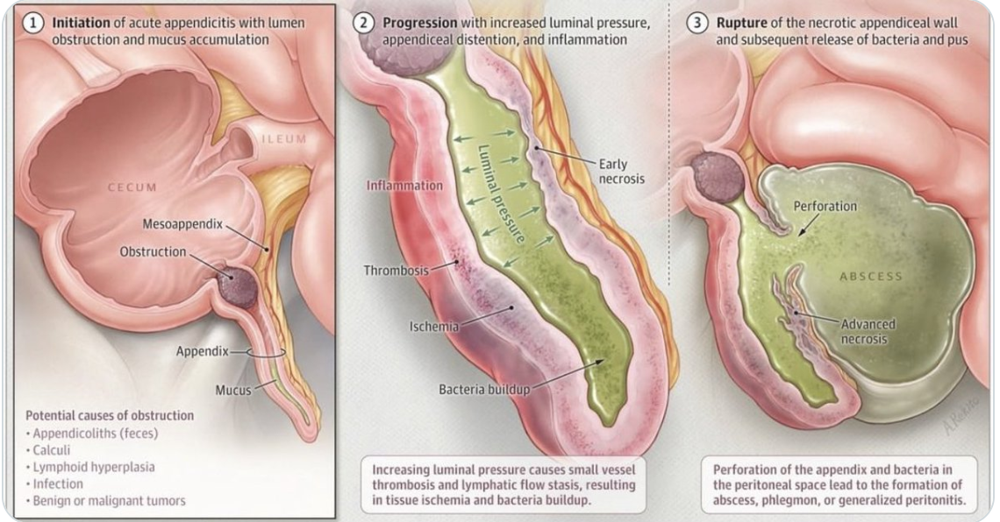 1 Initiation of acute appendicitis with lumen
obstruction and mucus accumulation
CECUM
ILEUM
Mesoappendix
Obstruction
Appendix
Mucus
Potential causes of obstruction
• Appendicoliths (feces)
• Calculi
• Lymphoid hyperplasia
• Infection
• Benign or malignant tumors
2 Progression with increased luminal pressure,
appendiceal distention, and inflammation
Inflammation
Luminal pressure
Early
necrosis
Thrombosis
Ischemia
Bacteria buildup
Increasing luminal pressure causes small vessel
thrombosis and lymphatic flow stasis, resulting
in tissue ischemia and bacteria buildup.
3 Rupture of the necrotic appendiceal wall
and subsequent release of bacteria and pus
Perforation
ABSCESS
Advanced
necrosis
A.Rekito
Perforation of the appendix and bacteria in
the peritoneal space lead to the formation of
abscess, phlegmon, or generalized peritonitis.